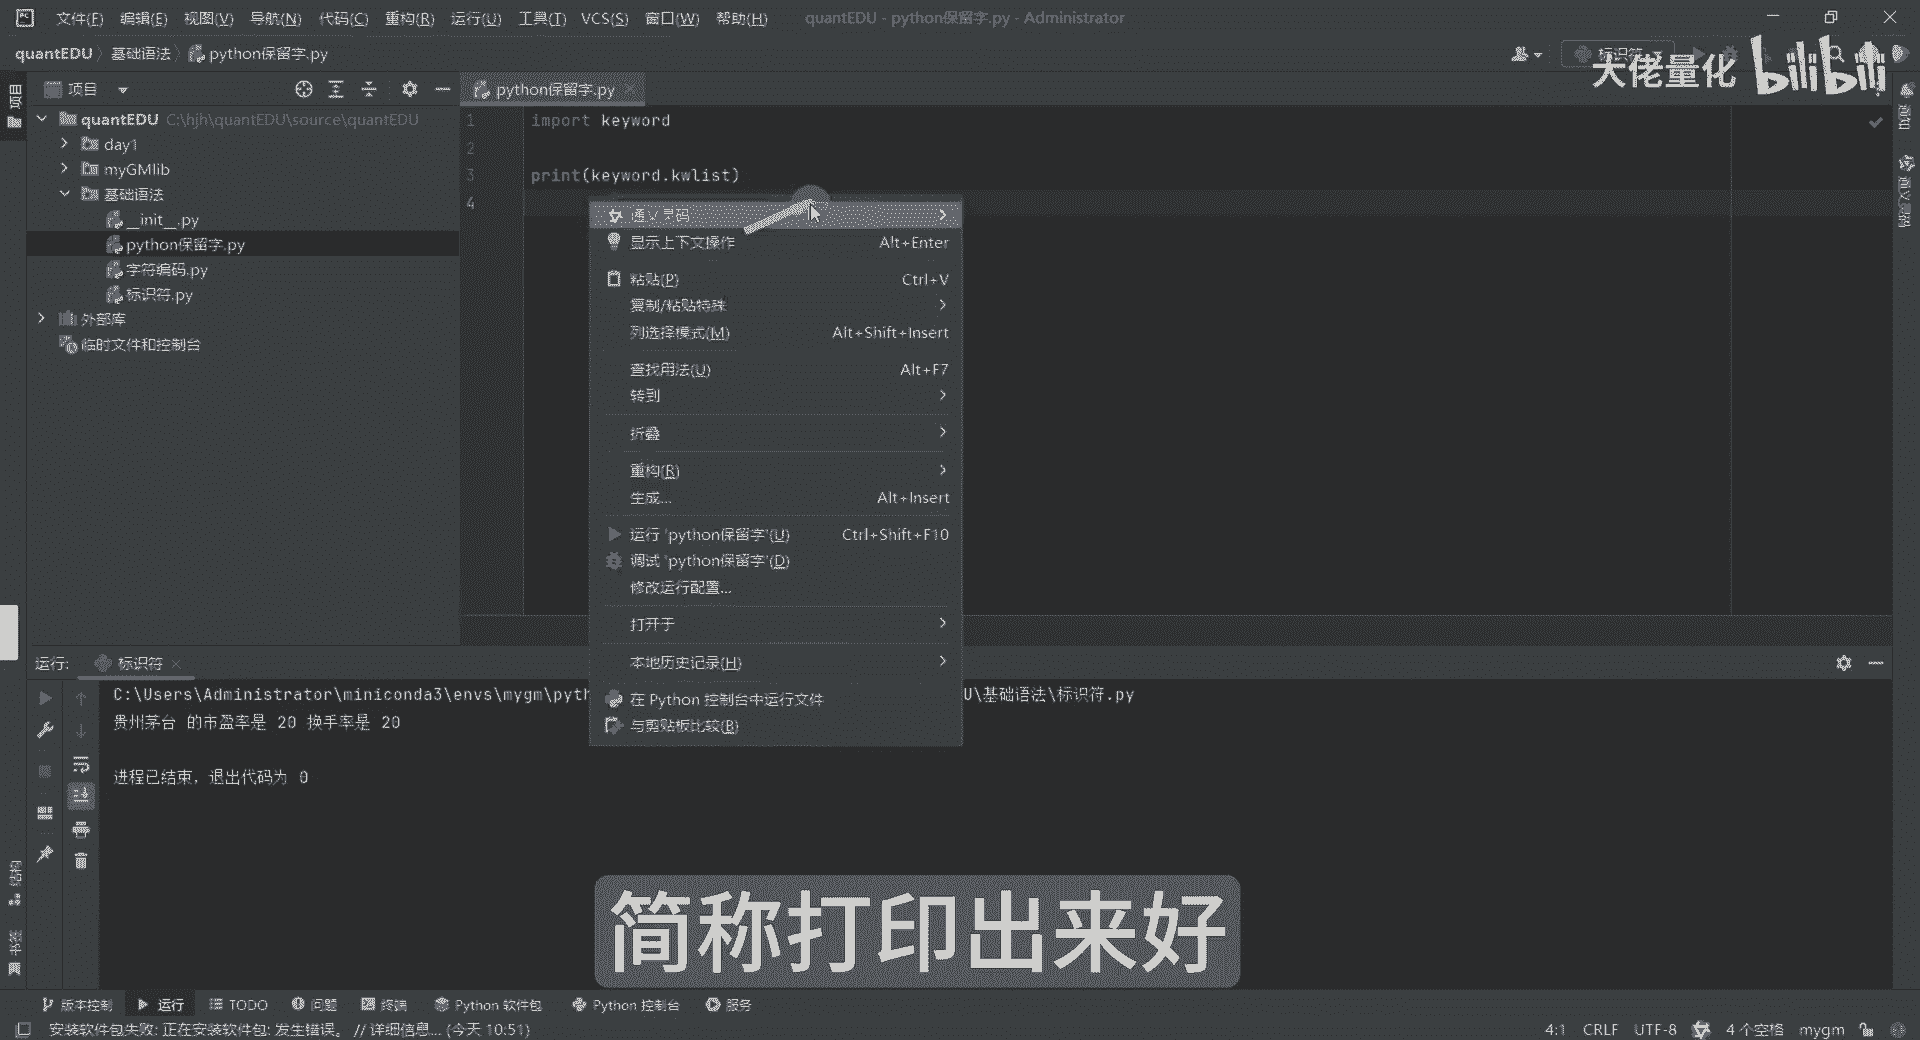 文件(F) 编辑(E) 视图(V) 导航(N) 代码(C) 重构(R) 运行(U) 工具(T) VCS(S) 窗口(W) 帮助(H) quantEDU - python保留字.py - Administrator
quantEDU 基础语法 python保留字.py 标识符
大佬量化 bilibili
项目 项目 python保留字.py
通知
quantEDU C:\hjh\quantEDU\source\quantEDU
day1
myGMlib
基础语法
__init__.py
python保留字.py
字符编码.py
标识符.py
外部库
临时文件和控制台
1 import keyword
2
3 print(keyword.kwlist)
4
通义灵码
显示上下文操作 Alt+Enter
粘贴(P) Ctrl+V
复制/粘贴特殊
列选择模式(M) Alt+Shift+Insert
查找用法(U) Alt+F7
转到
折叠
重构(R)
生成... Alt+Insert
运行 'python保留字'(U) Ctrl+Shift+F10
调试 'python保留字'(D)
修改运行配置...
打开于
本地历史记录(H)
在 Python 控制台中运行文件
与剪贴板比较(B)
运行: 标识符
C:\Users\Administrator\miniconda3\envs\mygm\pyth U\基础语法\标识符.py
贵州茅台 的市盈率是 20 换手率是 20
进程已结束，退出代码为 0
结构
书签
简称打印出来好
版本控制 运行 TODO 问题 终端 Python 软件包 Python 控制台 服务
安装软件包失败: 正在安装软件包: 发生错误。 // 详细信息... (今天 10:51) 4:1 CRLF UTF-8 4 个空格 mygm